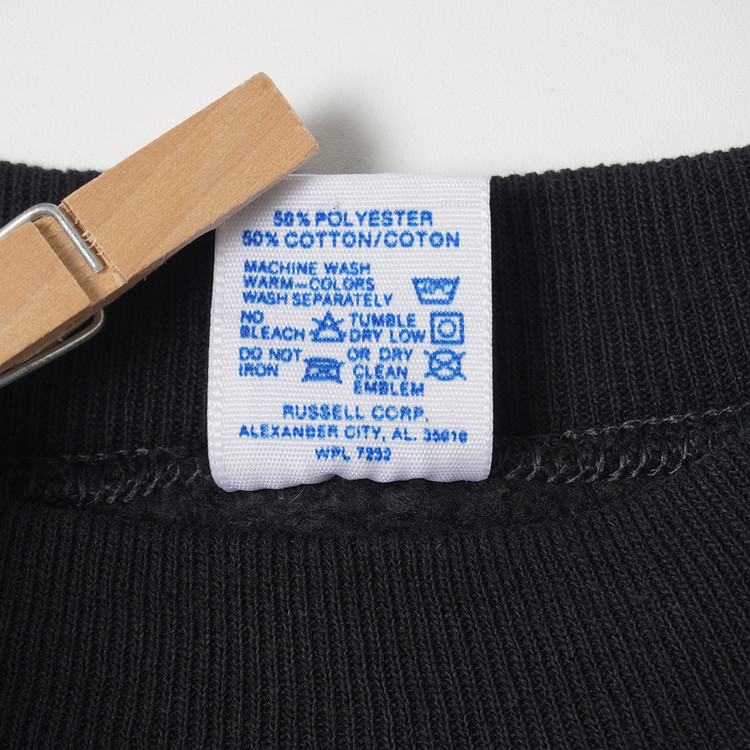 50% POLYESTER
50% COTTON/COTON
MACHINE WASH
WARM-COLORS
WASH SEPARATELY
NO BLEACH
TUMBLE DRY LOW
DO NOT IRON
OR DRY CLEAN EMBLEM
RUSSELL CORP.
ALEXANDER CITY, AL. 35010
WPL 7233